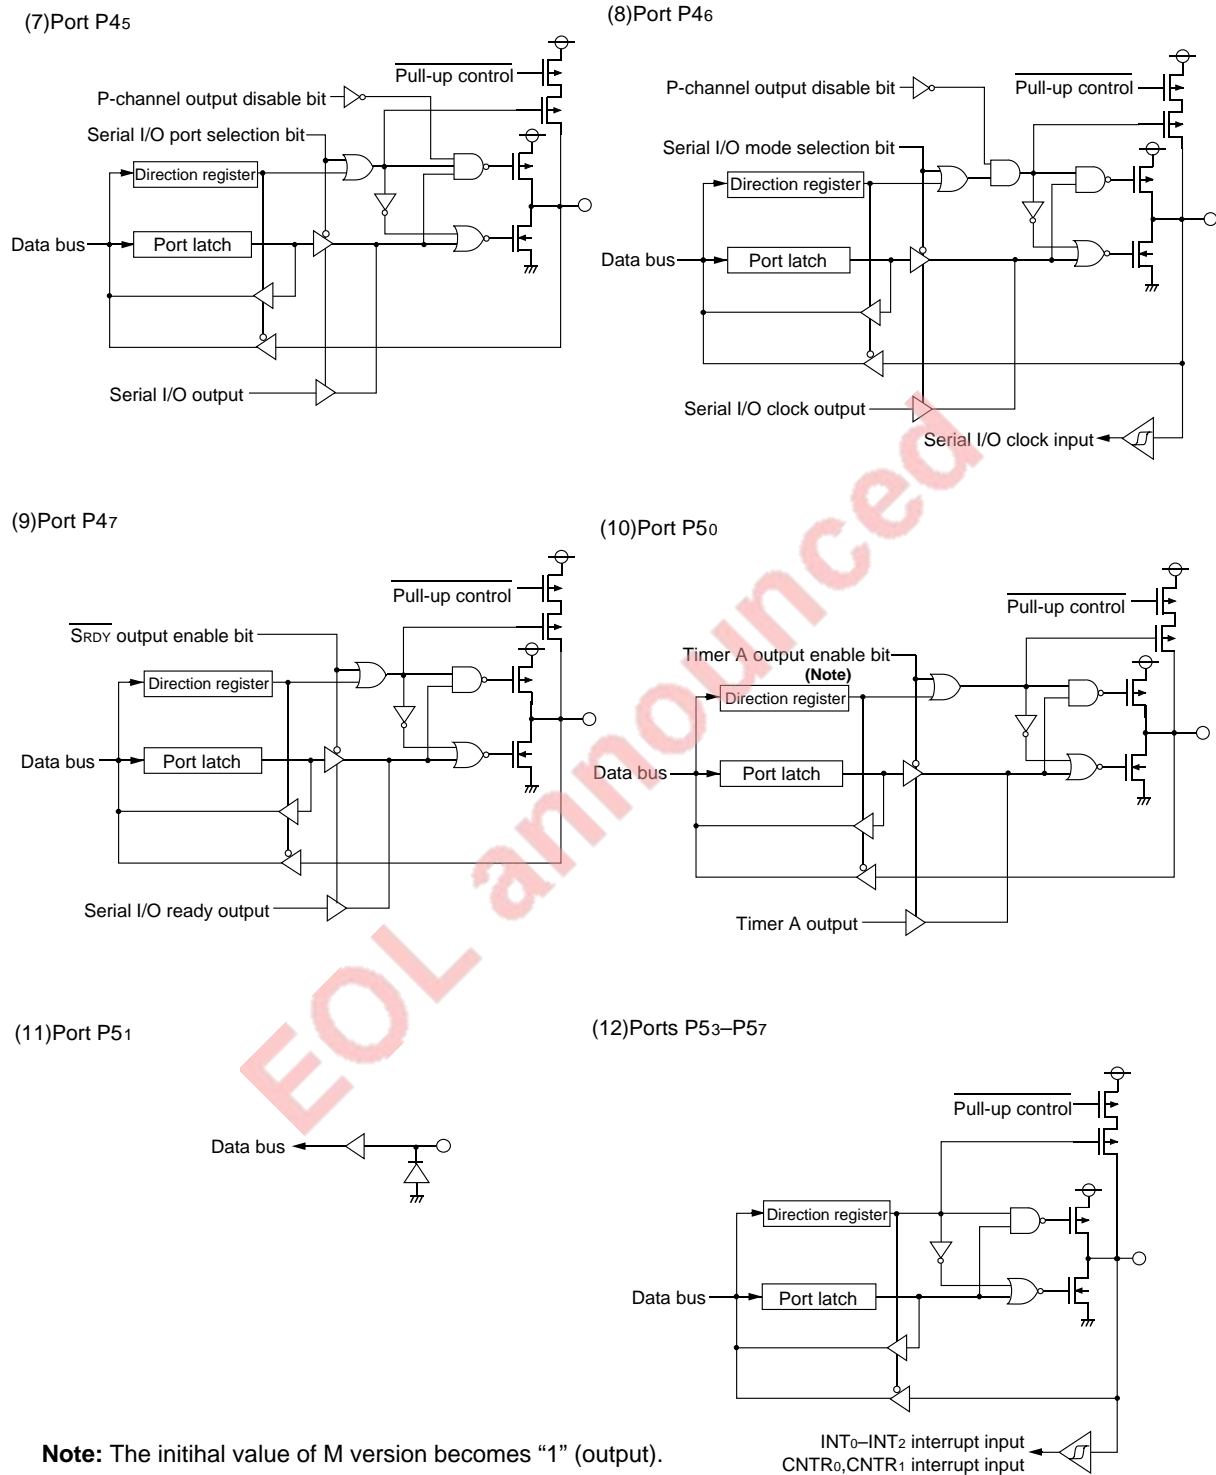 (7)Port P45
Pull-up control
P-channel output disable bit
Serial I/O port selection bit
Direction register
Data bus
Port latch
Serial I/O output
(8)Port P46
P-channel output disable bit
Pull-up control
Serial I/O mode selection bit
Direction register
Data bus
Port latch
Serial I/O clock output
Serial I/O clock input
(9)Port P47
Pull-up control
SRDY output enable bit
Direction register
Data bus
Port latch
Serial I/O ready output
(10)Port P50
Pull-up control
Timer A output enable bit
(Note)
Direction register
Data bus
Port latch
Timer A output
(11)Port P51
Data bus
(12)Ports P53–P57
Pull-up control
Direction register
Data bus
Port latch
INT0–INT2 interrupt input
CNTR0,CNTR1 interrupt input
Note: The initihal value of M version becomes “1” (output).
EOL announced